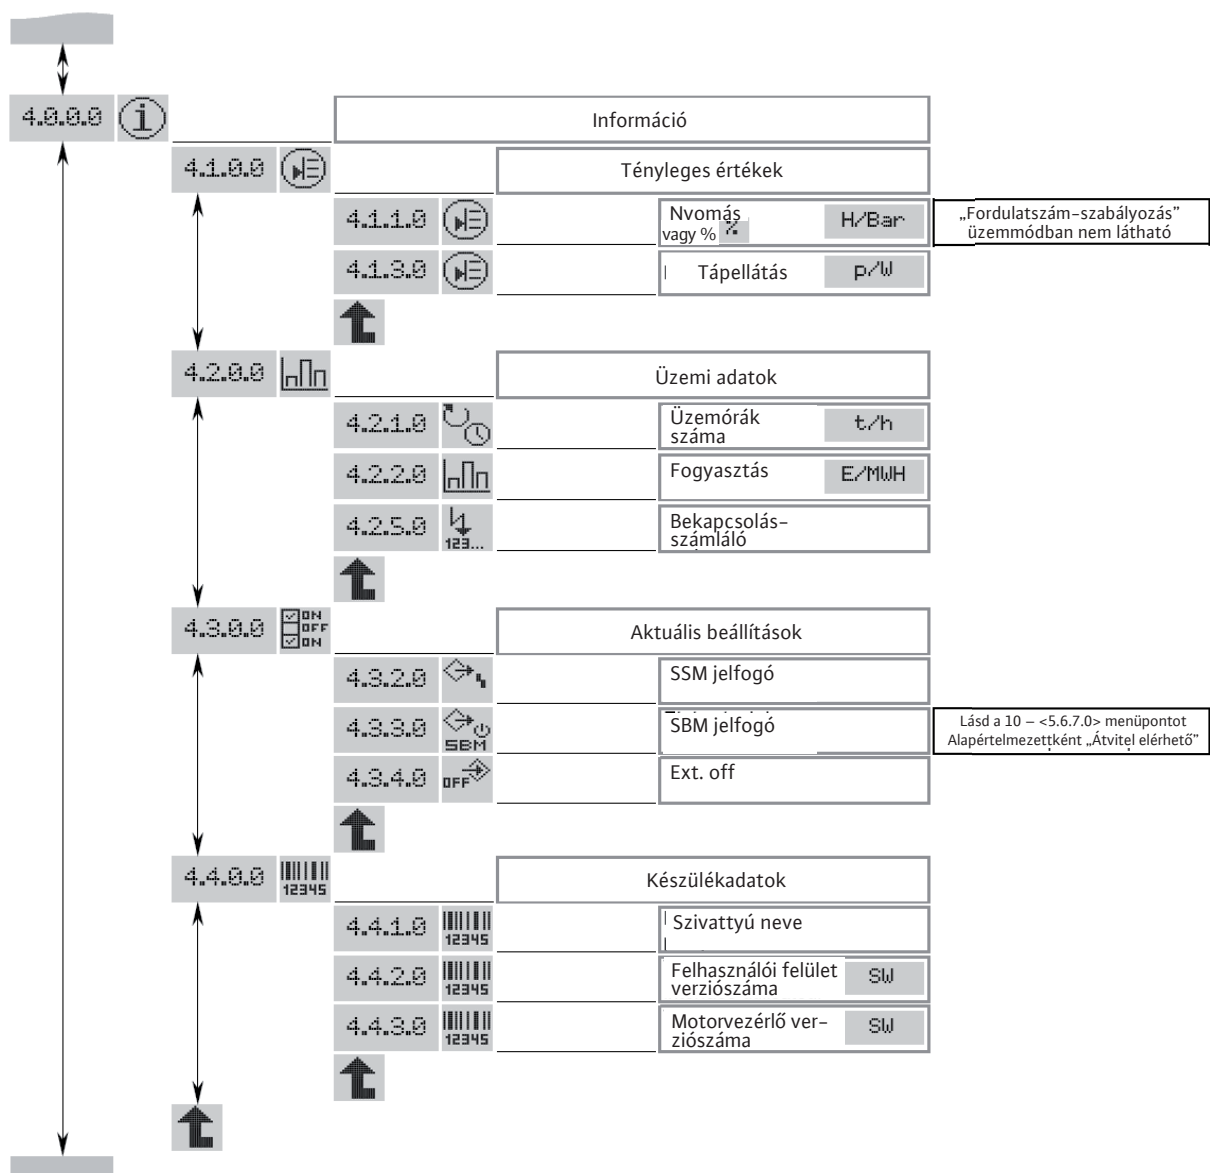 4.0.0.0
Információ
4.1.0.0
Tényleges értékek
4.1.1.0
Nyomás
vagy % %
H/Bar
„Fordulatszám-szabályozás”
üzemmódban nem látható
4.1.3.0
Tápellátás
p/W
4.2.0.0
Üzemi adatok
4.2.1.0
Üzemórák
száma
t/h
4.2.2.0
Fogyasztás
E/MWH
4.2.5.0
123...
Bekapcsolás-
számláló
4.3.0.0
ON
OFF
ON
Aktuális beállítások
4.3.2.0
SSM jelfogó
4.3.3.0
SBM
SBM jelfogó
Lásd a 10 – <5.6.7.0> menüpontot
Alapértelmezettként „Átvitel elérhető”
4.3.4.0
OFF
Ext. off
4.4.0.0
12345
Készülékadatok
4.4.1.0
12345
Szivattyú neve
4.4.2.0
12345
Felhasználói felület
verziószáma
SW
4.4.3.0
12345
Motorvezérlő ver-
ziószáma
SW